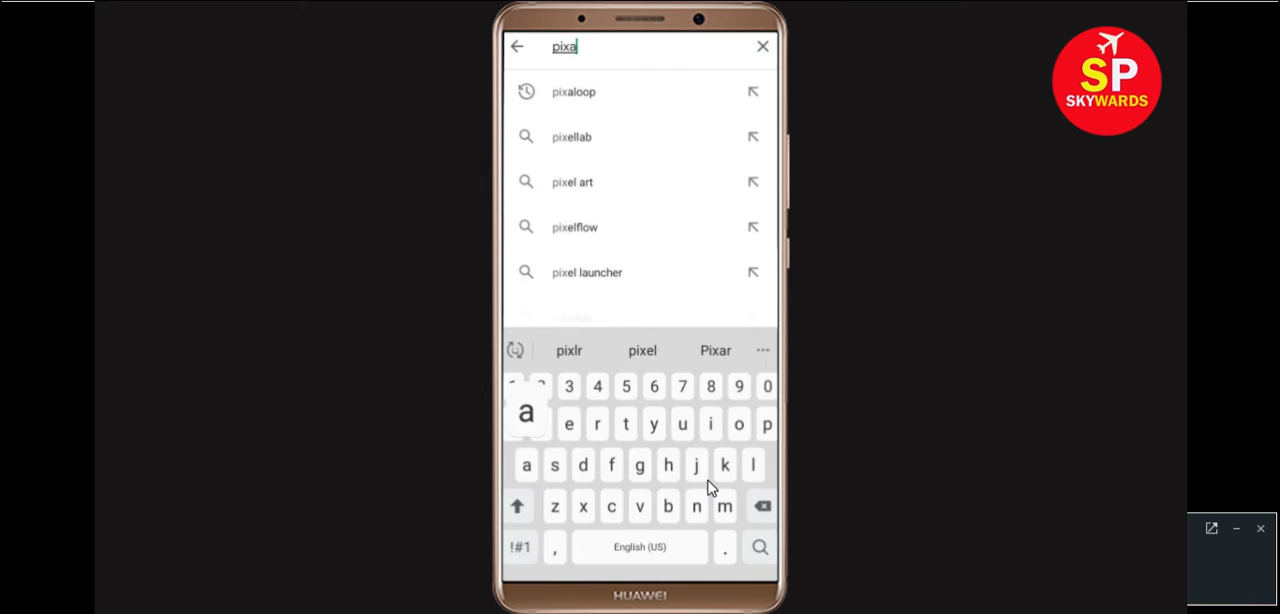 pixa
pixaloop
pixellab
pixel art
pixelflow
pixel launcher
pixlr pixel Pixar ...
3 4 5 6 7 8 9 0
a e r t y u i o p
a s d f g h j k l
z x c v b n m
!#1 , English (US) .
HUAWEI
SP
SKYWARDS